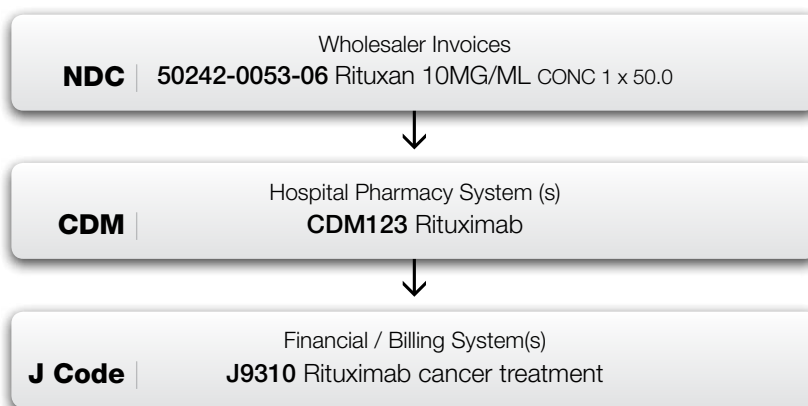 Wholesaler Invoices
NDC 50242-0053-06 Rituxan 10MG/ML CONC 1 x 50.0
Hospital Pharmacy System (s)
CDM CDM123 Rituximab
Financial / Billing System(s)
J Code J9310 Rituximab cancer treatment